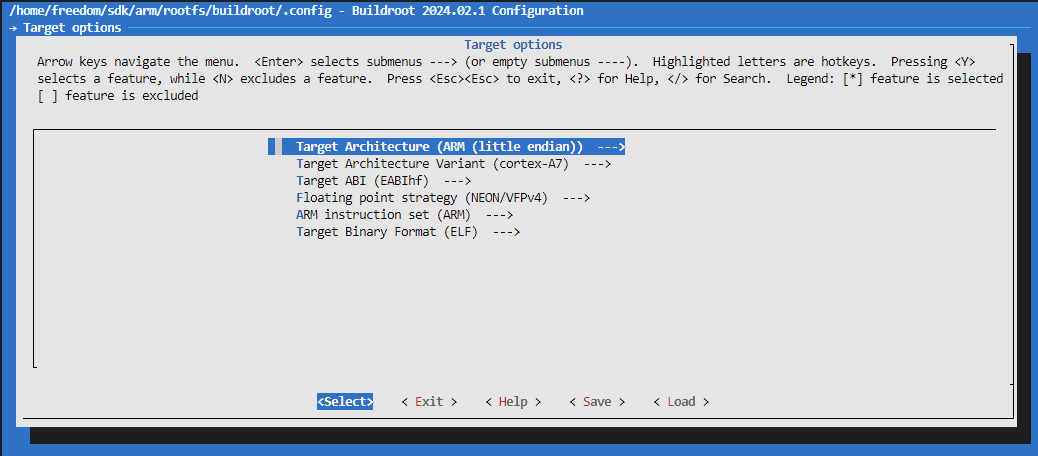 /home/freedom/sdk/arm/rootfs/buildroot/.config - Buildroot 2024.02.1 Configuration
→ Target options
Target options
Arrow keys navigate the menu.  <Enter> selects submenus ---> (or empty submenus ----).  Highlighted letters are hotkeys.  Pressing <Y>
selects a feature, while <N> excludes a feature.  Press <Esc><Esc> to exit, <?> for Help, </> for Search.  Legend: [*] feature is selected
[ ] feature is excluded
Target Architecture (ARM (little endian))  --->
Target Architecture Variant (cortex-A7)  --->
Target ABI (EABIhf)  --->
Floating point strategy (NEON/VFPv4)  --->
ARM instruction set (ARM)  --->
Target Binary Format (ELF)  --->
<Select>    < Exit >    < Help >    < Save >    < Load >